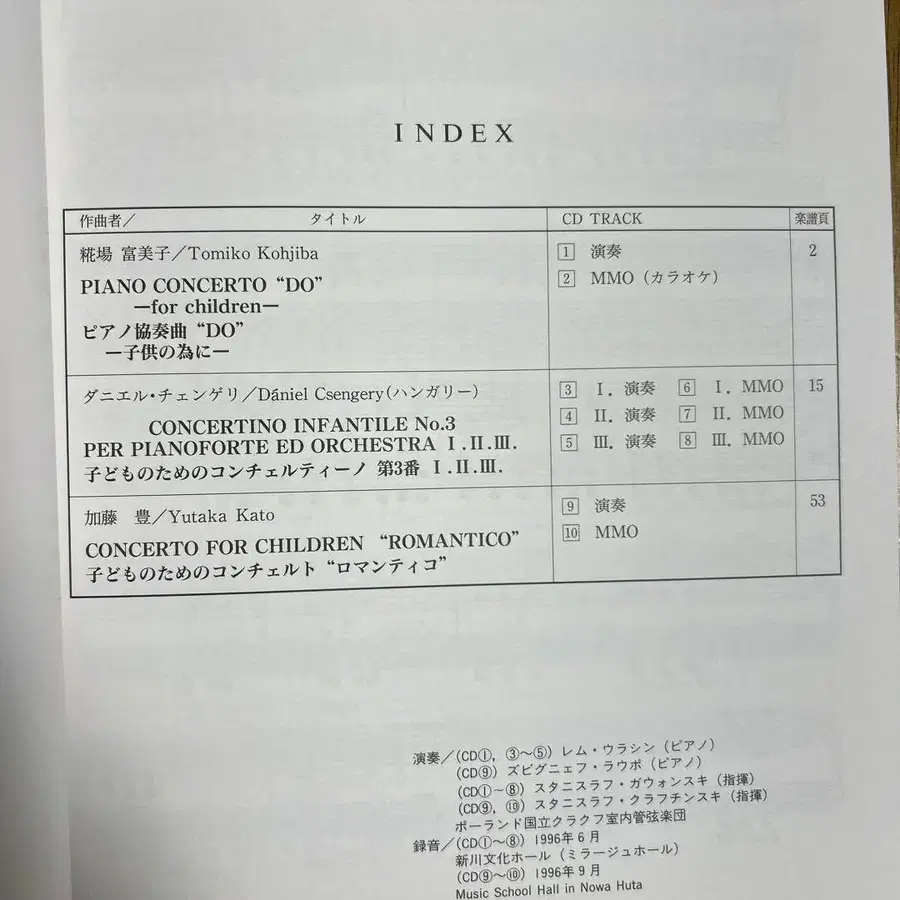 INDEX
作曲者／ タイトル CD TRACK 楽譜頁
糀場 富美子／Tomiko Kohjiba 1 演奏 2
2 MMO（カラオケ）
PIANO CONCERTO “DO”
―for children―
ピアノ協奏曲 “DO”
―子供の為に―
ダニエル・チェンゲリ／Dániel Csengery(ハンガリー) 3 Ⅰ. 演奏 6 Ⅰ. MMO 15
CONCERTINO INFANTILE No.3 4 Ⅱ. 演奏 7 Ⅱ. MMO
PER PIANOFORTE ED ORCHESTRA Ⅰ.Ⅱ.Ⅲ. 5 Ⅲ. 演奏 8 Ⅲ. MMO
子どものためのコンチェルティーノ 第3番 Ⅰ.Ⅱ.Ⅲ.
加藤 豊／Yutaka Kato 9 演奏 53
10 MMO
CONCERTO FOR CHILDREN “ROMANTICO”
子どものためのコンチェルト “ロマンティコ”
演奏／(CD①, ③～⑤) レム・ウラシン（ピアノ）
(CD⑨) ズビグニェフ・ラウボ（ピアノ）
(CD①～⑧) スタニスラフ・ガウォンスキ（指揮）
(CD⑨, ⑩) スタニスラフ・クラフチンスキ（指揮）
ポーランド国立クラクフ室内管弦楽団
録音／(CD①～⑧) 1996年6月
新川文化ホール（ミラージュホール）
(CD⑨～⑩) 1996年9月
Music School Hall in Nowa Huta